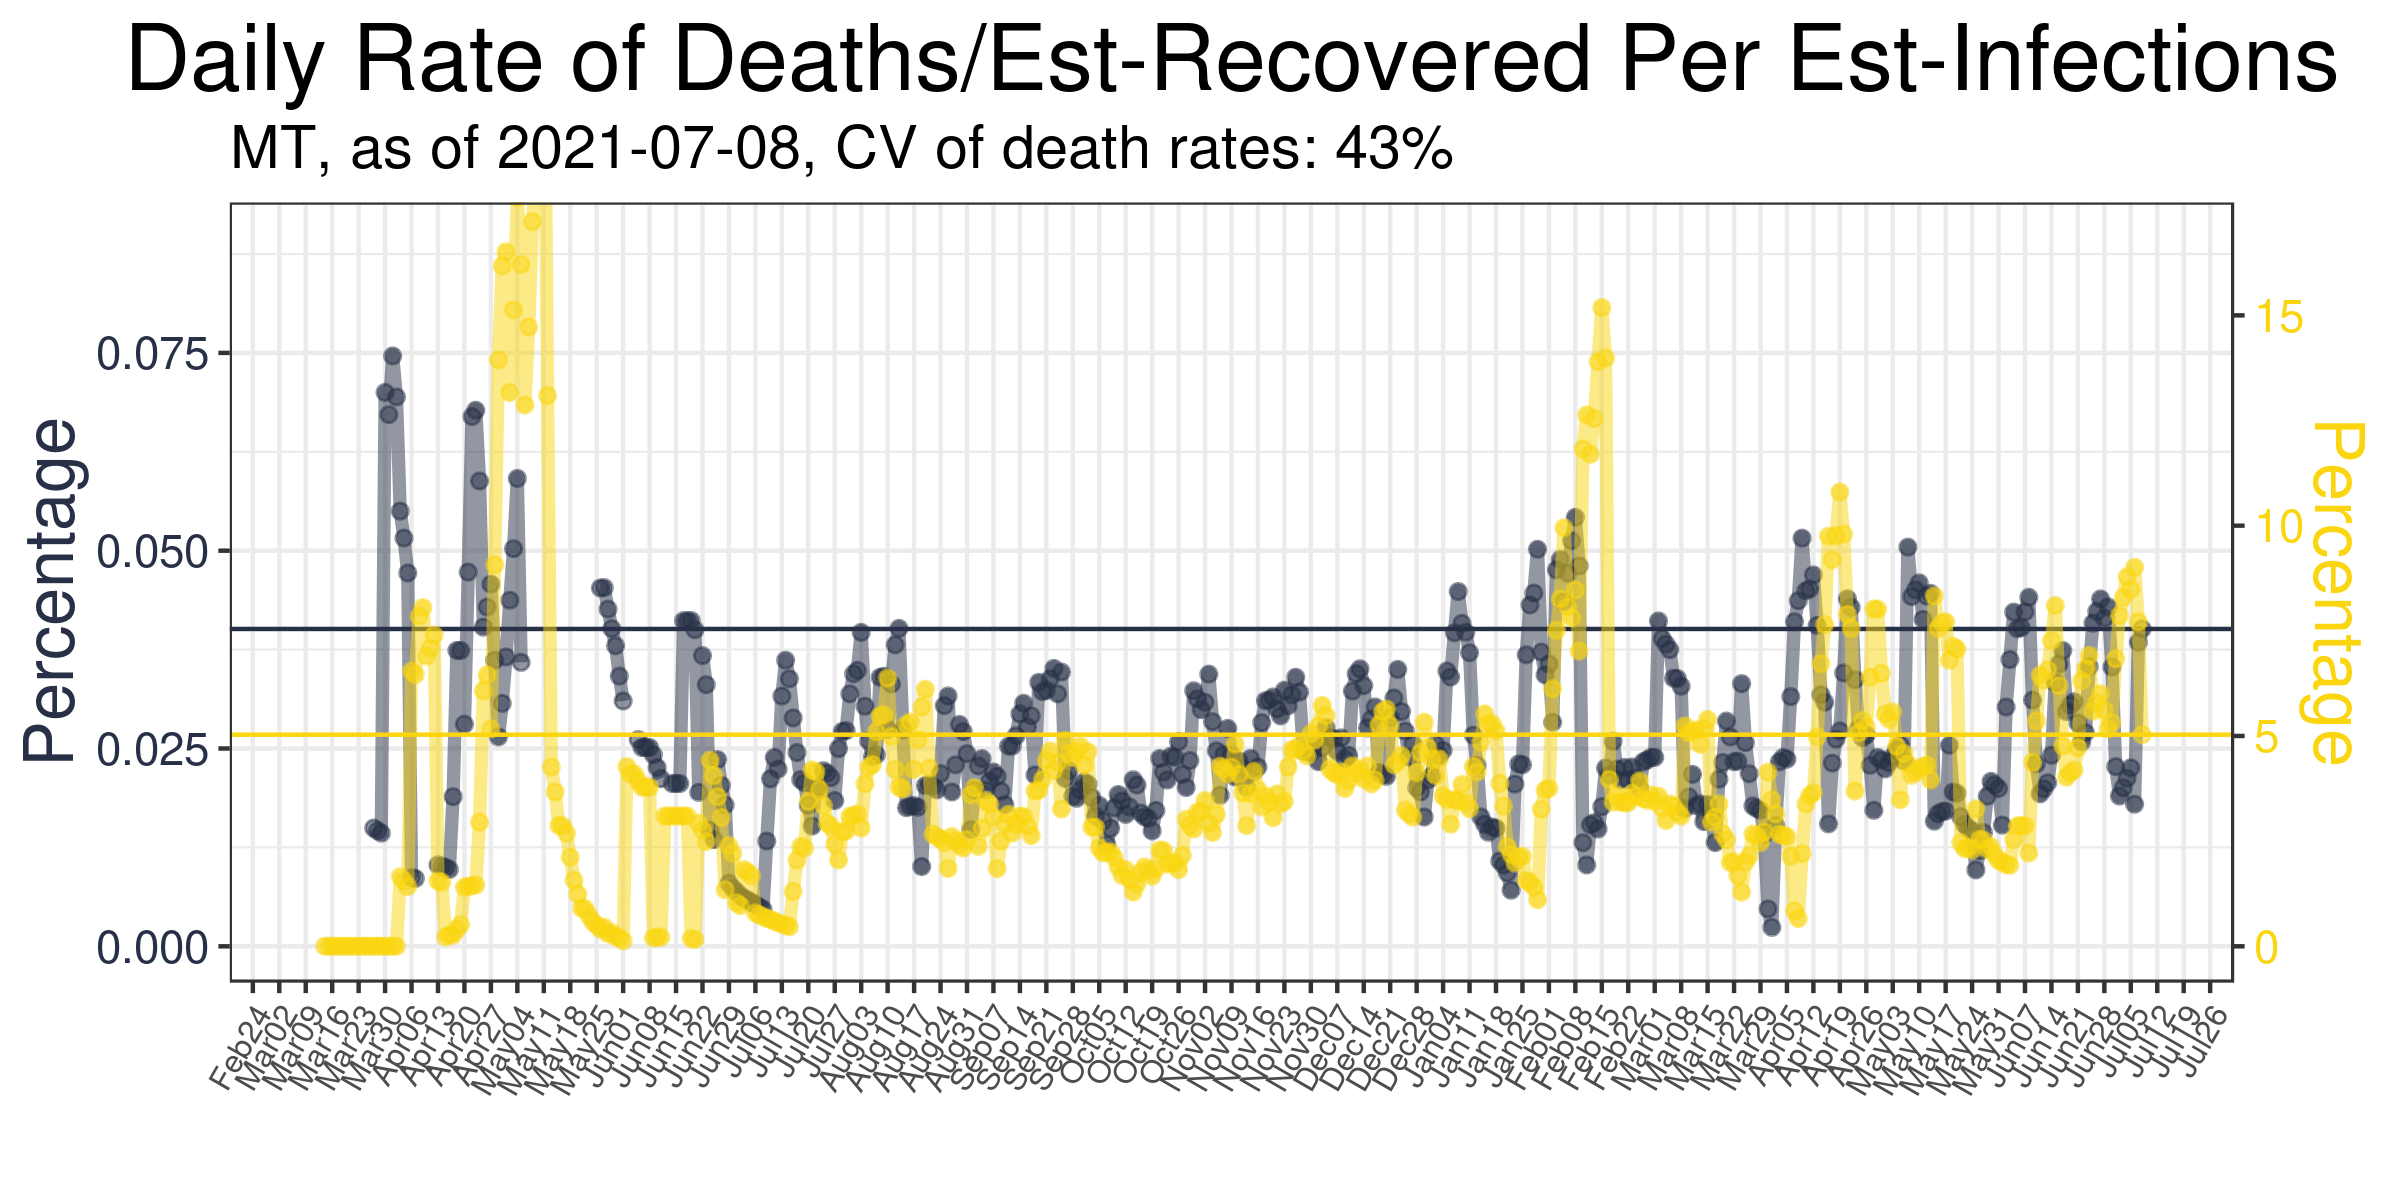 Daily Rate of Deaths/Est-Recovered Per Est-Infections
MT, as of 2021-07-08, CV of death rates: 43%
Percentage
0.075
0.050
0.025
0.000
15
10
5
0
Percentage
Feb24
Mar02
Mar09
Mar16
Mar23
Mar30
Apr06
Apr13
Apr20
Apr27
May04
May11
May18
May25
Jun01
Jun08
Jun15
Jun22
Jun29
Jul06
Jul13
Jul20
Jul27
Aug03
Aug10
Aug17
Aug24
Aug31
Sep07
Sep14
Sep21
Sep28
Oct05
Oct12
Oct19
Oct26
Nov02
Nov09
Nov16
Nov23
Nov30
Dec07
Dec14
Dec21
Dec28
Jan04
Jan11
Jan18
Jan25
Feb01
Feb08
Feb15
Feb22
Mar01
Mar08
Mar15
Mar22
Mar29
Apr05
Apr12
Apr19
Apr26
May03
May10
May17
May24
May31
Jun07
Jun14
Jun21
Jun28
Jul05
Jul12
Jul19
Jul26